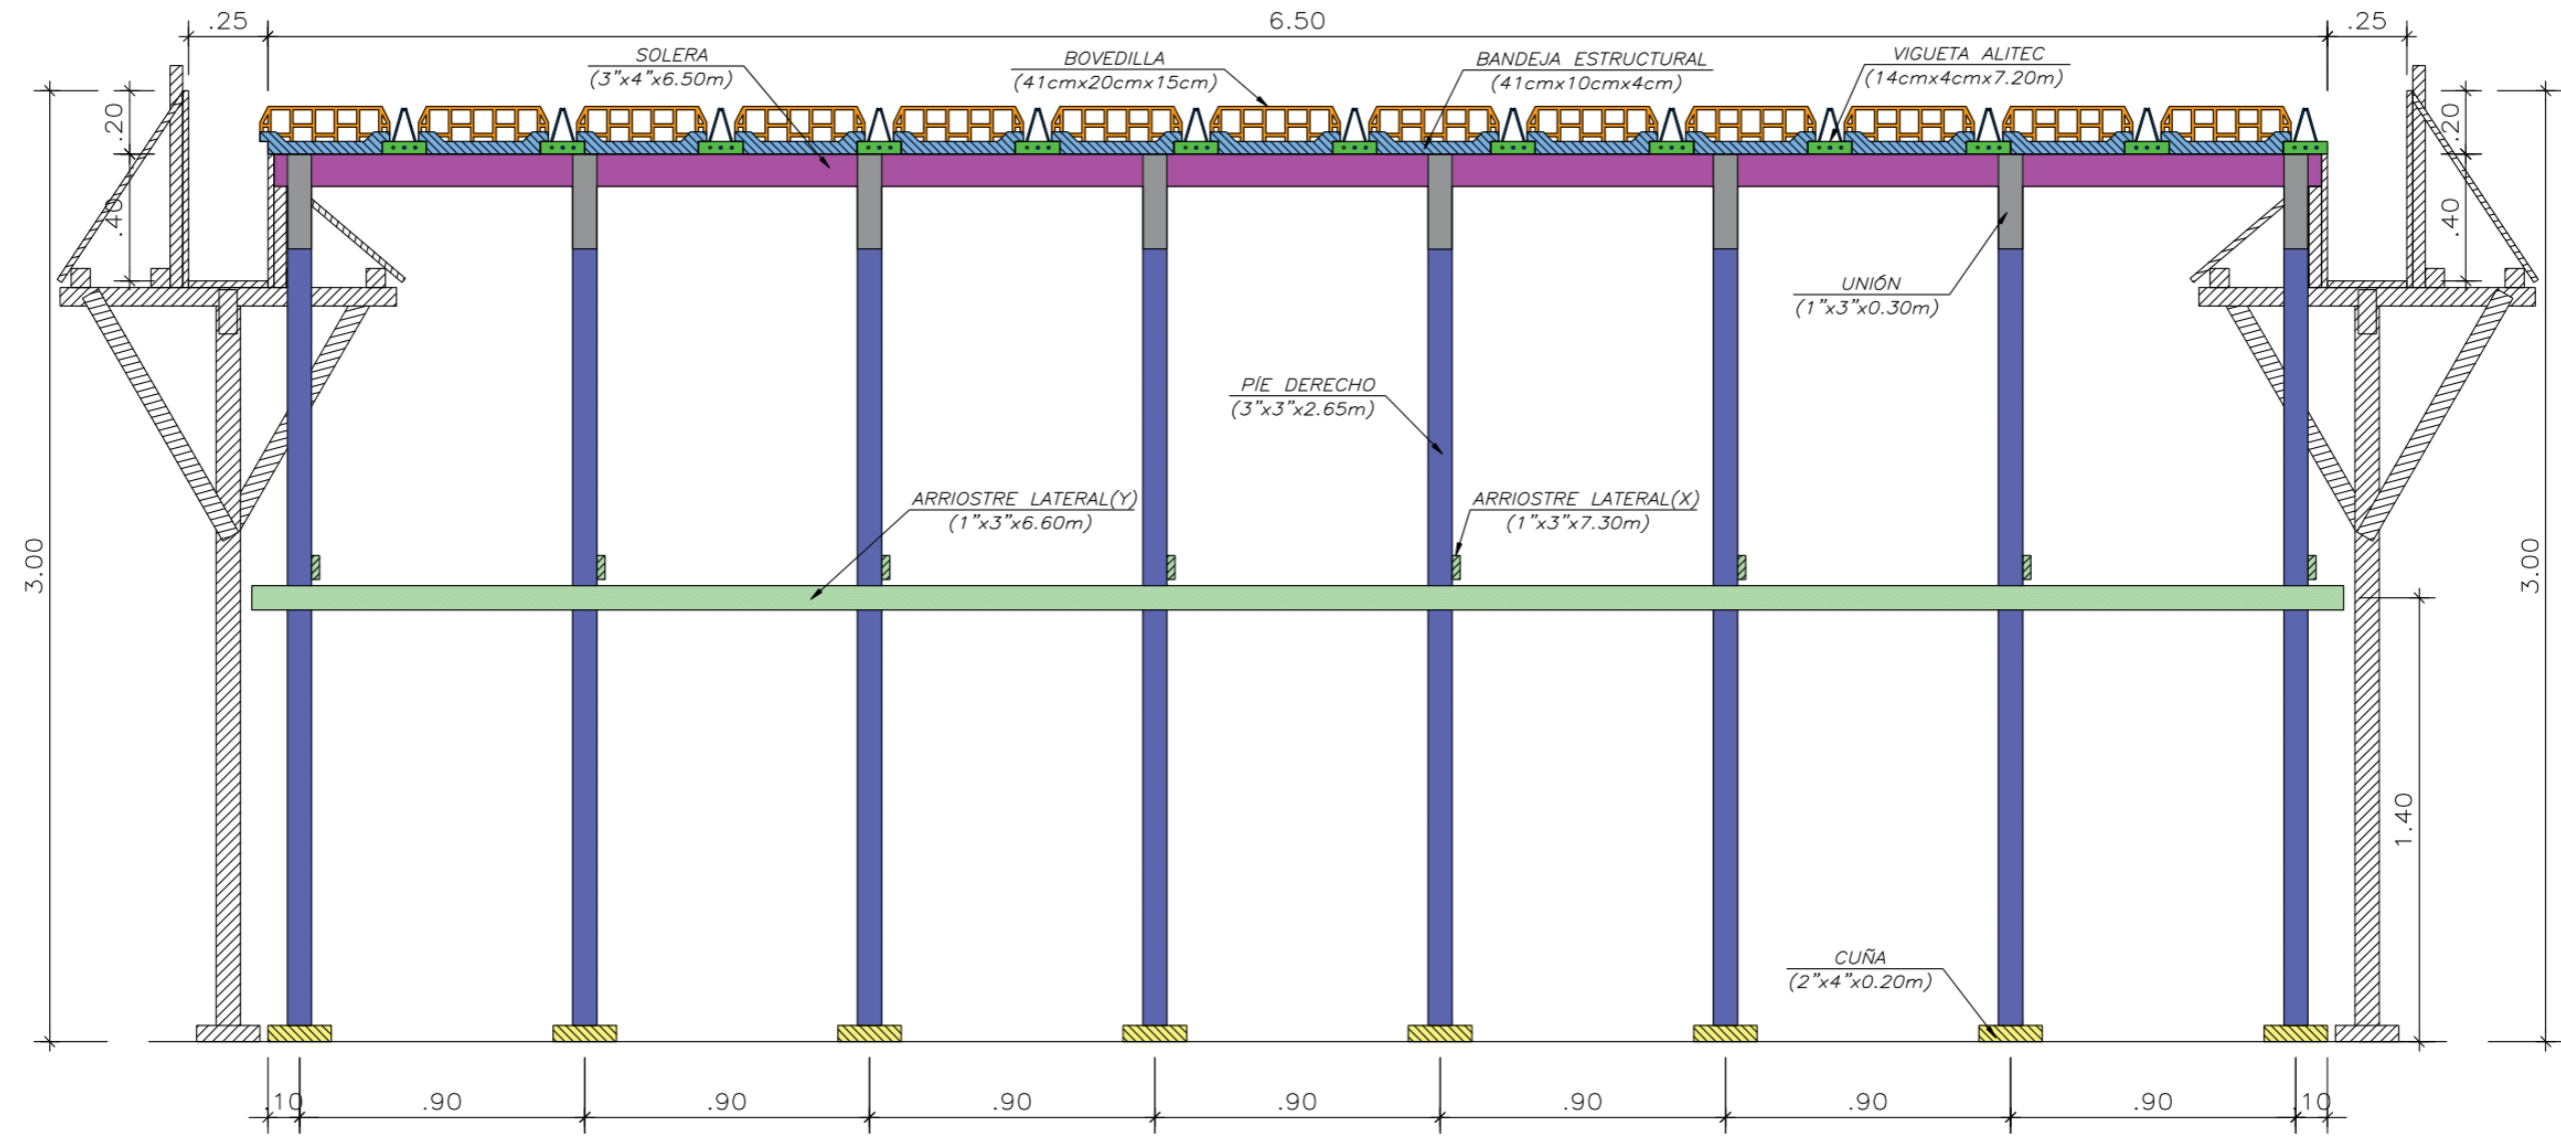 .25
6.50
.25
SOLERA
(3"x4"x6.50m)
BOVEDILLA
(41cmx20cmx15cm)
BANDEJA ESTRUCTURAL
(41cmx10cmx4cm)
VIGUETA ALITEC
(14cmx4cmx7.20m)
.20
.20
.40
.40
UNIÓN
(1"x3"x0.30m)
PÍE DERECHO
(3"x3"x2.65m)
ARRIOSTRE LATERAL(Y)
(1"x3"x6.60m)
ARRIOSTRE LATERAL(X)
(1"x3"x7.30m)
3.00
3.00
1.40
CUÑA
(2"x4"x0.20m)
.10
.90
.90
.90
.90
.90
.90
.90
.10